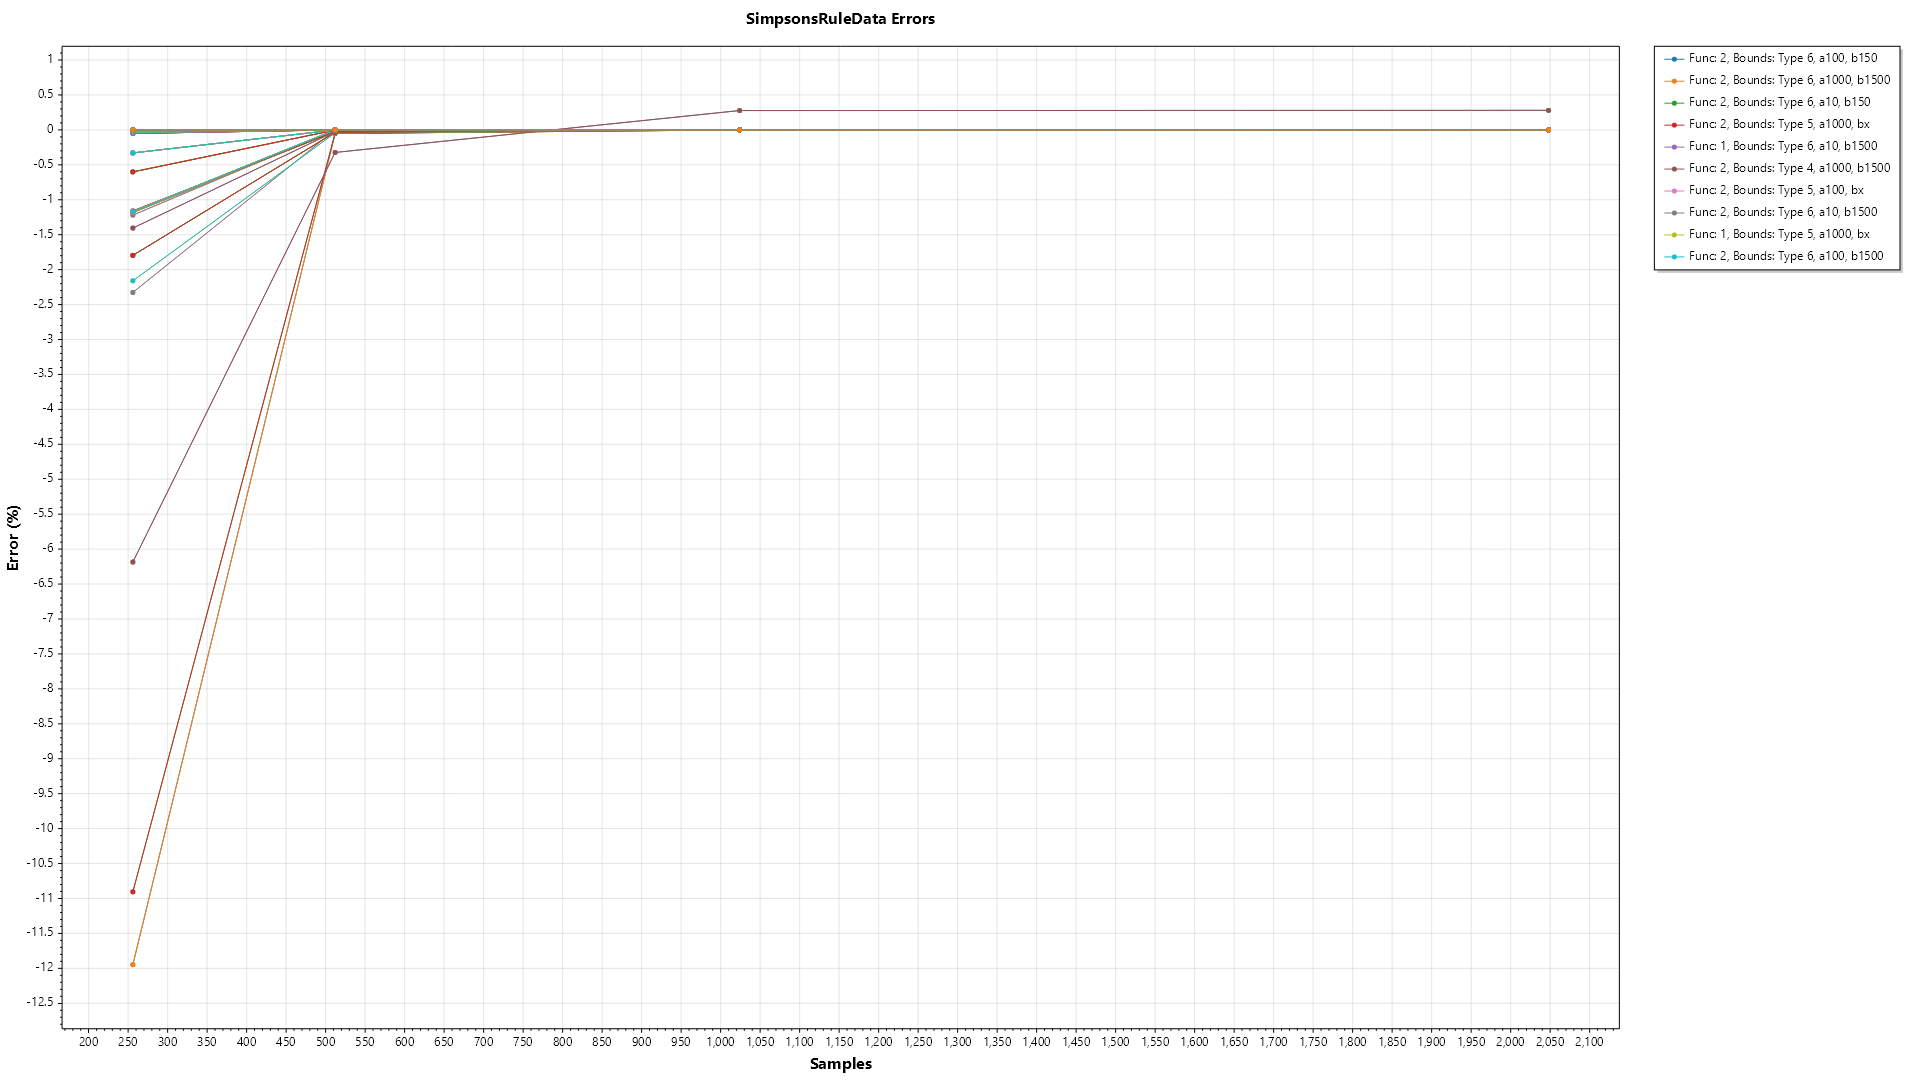 SimpsonsRuleData Errors
1
0.5
0
-0.5
-1
-1.5
-2
-2.5
-3
-3.5
-4
-4.5
-5
-5.5
-6
-6.5
-7
-7.5
-8
-8.5
-9
-9.5
-10
-10.5
-11
-11.5
-12
-12.5
Error (%)
200 250 300 350 400 450 500 550 600 650 700 750 800 850 900 950 1,000 1,050 1,100 1,150 1,200 1,250 1,300 1,350 1,400 1,450 1,500 1,550 1,600 1,650 1,700 1,750 1,800 1,850 1,900 1,950 2,000 2,050 2,100
Samples
Func: 2, Bounds: Type 6, a100, b150
Func: 2, Bounds: Type 6, a1000, b1500
Func: 2, Bounds: Type 6, a10, b150
Func: 2, Bounds: Type 5, a1000, bx
Func: 1, Bounds: Type 6, a10, b1500
Func: 2, Bounds: Type 4, a1000, b1500
Func: 2, Bounds: Type 5, a100, bx
Func: 2, Bounds: Type 6, a10, b1500
Func: 1, Bounds: Type 5, a1000, bx
Func: 2, Bounds: Type 6, a100, b1500